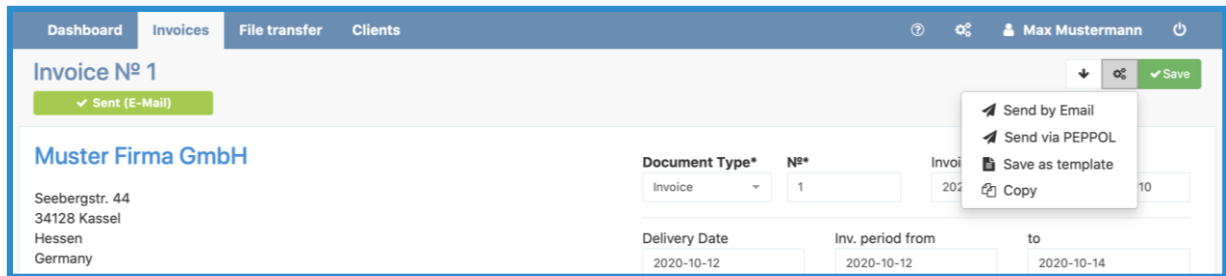 Dashboard Invoices File transfer Clients Max Mustermann
Invoice Nº 1 Save
Sent (E-Mail)
Send by Email
Send via PEPPOL
Save as template
Copy
Muster Firma GmbH
Seebergstr. 44
34128 Kassel
Hessen
Germany
Document Type* Nº*
Invoice 1
Delivery Date Inv. period from to
2020-10-12 2020-10-12 2020-10-14